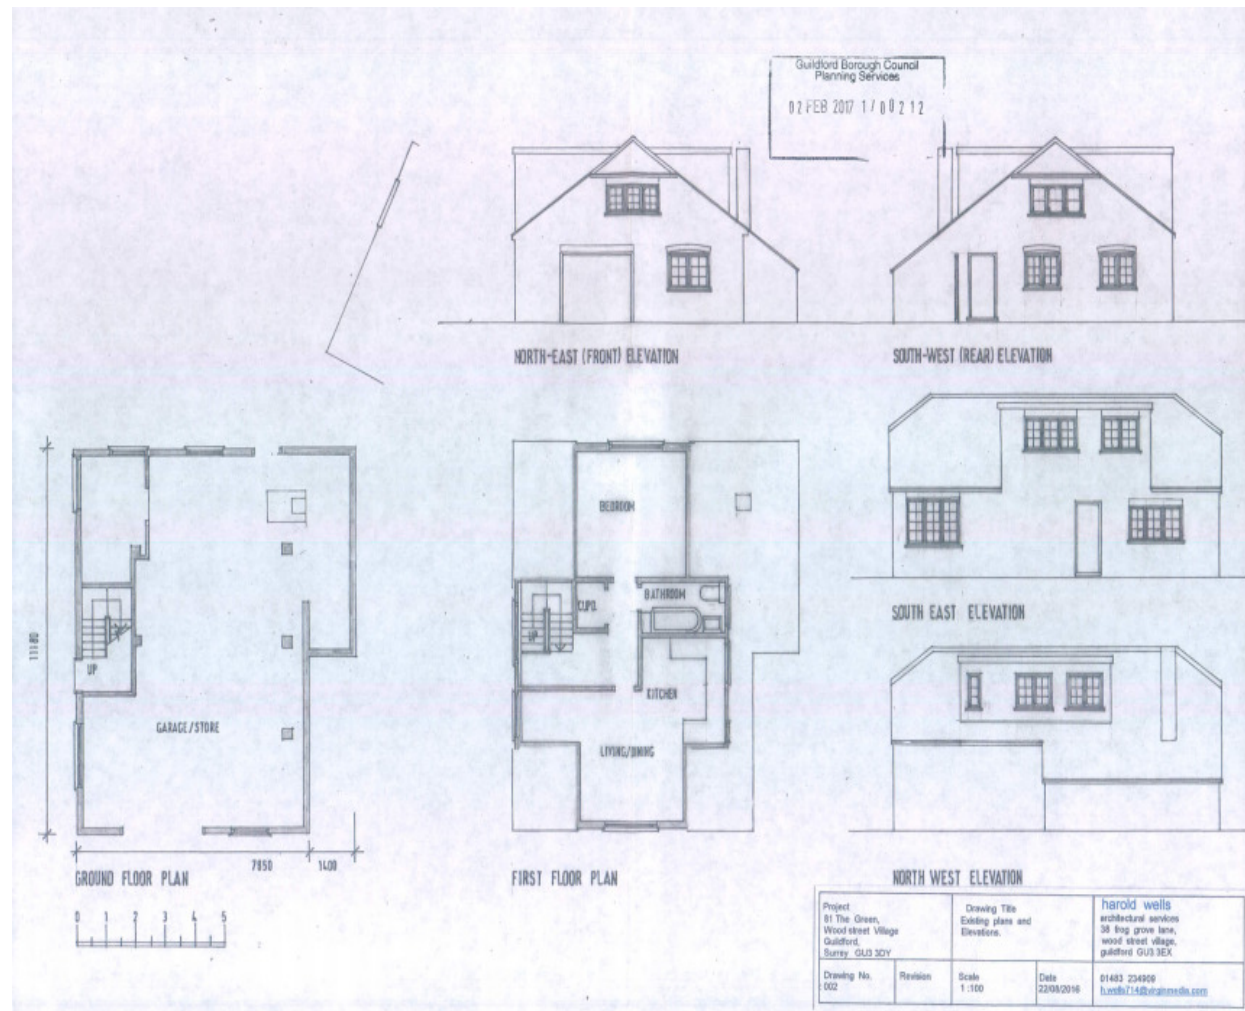 Guildford Borough Council
Planning Services
02 FEB 2017 17/00212
NORTH-EAST (FRONT) ELEVATION
SOUTH-WEST (REAR) ELEVATION
BEDROOM
BATHROOM
CUPD.
UP
KITCHEN
LIVING/DINING
SOUTH EAST ELEVATION
11180
UP
GARAGE/STORE
7850
1400
GROUND FLOOR PLAN
FIRST FLOOR PLAN
NORTH WEST ELEVATION
0 1 2 3 4 5
Project
81 The Green,
Wood street Village
Guildford,
Surrey GU3 3DY
Drawing Title
Existing plans and
Elevations.
harold wells
architectural services
38 frog grove lane,
wood street village,
guildford GU3 3EX
Drawing No.
002
Revision
Scale
1 :100
Date
22/08/2016
01483 234909
h.wells714@virginmedia.com